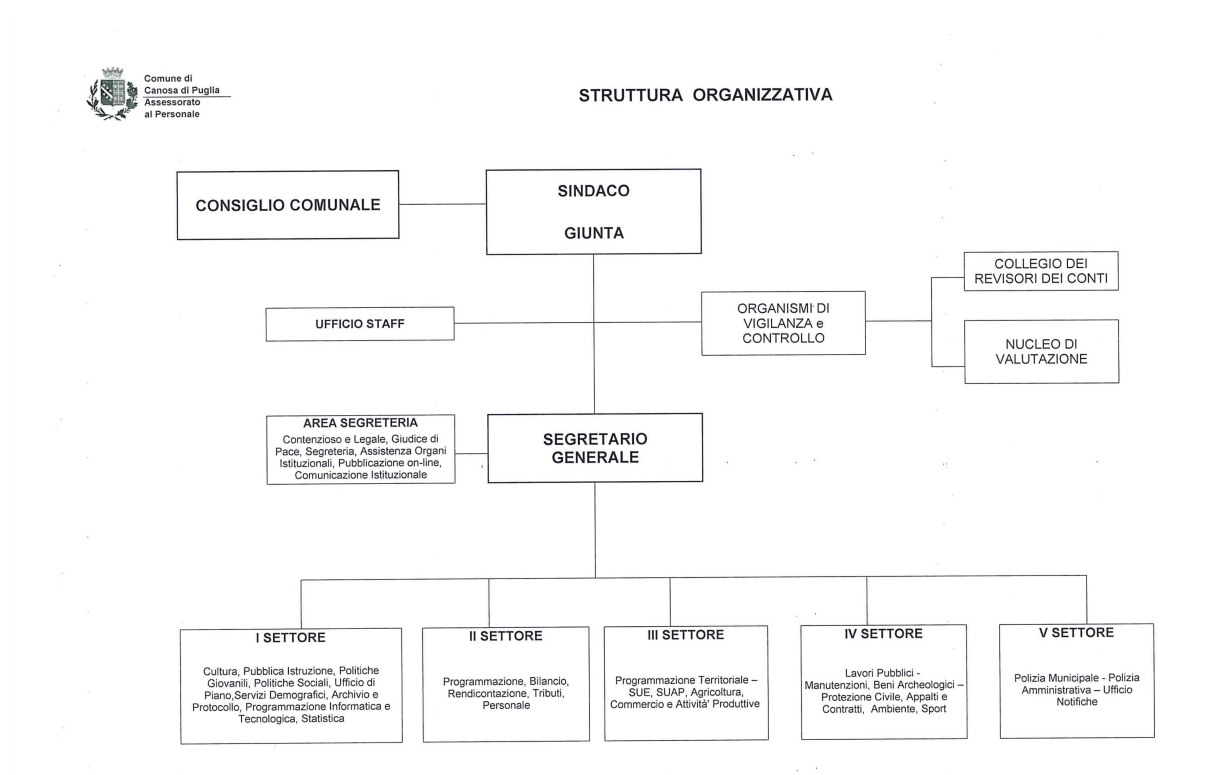 Comune di
Canosa di Puglia
Assessorato
al Personale
STRUTTURA ORGANIZZATIVA
CONSIGLIO COMUNALE
SINDACO
GIUNTA
COLLEGIO DEI
REVISORI DEI CONTI
UFFICIO STAFF
ORGANISMI DI
VIGILANZA e
CONTROLLO
NUCLEO DI
VALUTAZIONE
AREA SEGRETERIA
Contenzioso e Legale, Giudice di
Pace, Segreteria, Assistenza Organi
Istituzionali, Pubblicazione on-line,
Comunicazione Istituzionale
SEGRETARIO
GENERALE
I SETTORE
Cultura, Pubblica Istruzione, Politiche
Giovanili, Politiche Sociali, Ufficio di
Piano,Servizi Demografici, Archivio e
Protocollo, Programmazione Informatica e
Tecnologica, Statistica
II SETTORE
Programmazione, Bilancio,
Rendicontazione, Tributi,
Personale
III SETTORE
Programmazione Territoriale –
SUE, SUAP, Agricoltura,
Commercio e Attività' Produttive
IV SETTORE
Lavori Pubblici -
Manutenzioni, Beni Archeologici –
Protezione Civile, Appalti e
Contratti, Ambiente, Sport
V SETTORE
Polizia Municipale - Polizia
Amministrativa – Ufficio
Notifiche